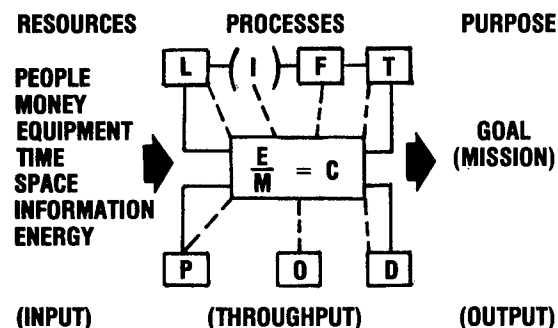 RESOURCES PROCESSES PURPOSE
L (I) F T
PEOPLE
MONEY
EQUIPMENT
TIME
SPACE
INFORMATION
ENERGY
E
M = C
GOAL
(MISSION)
P O D
(INPUT) (THROUGHPUT) (OUTPUT)